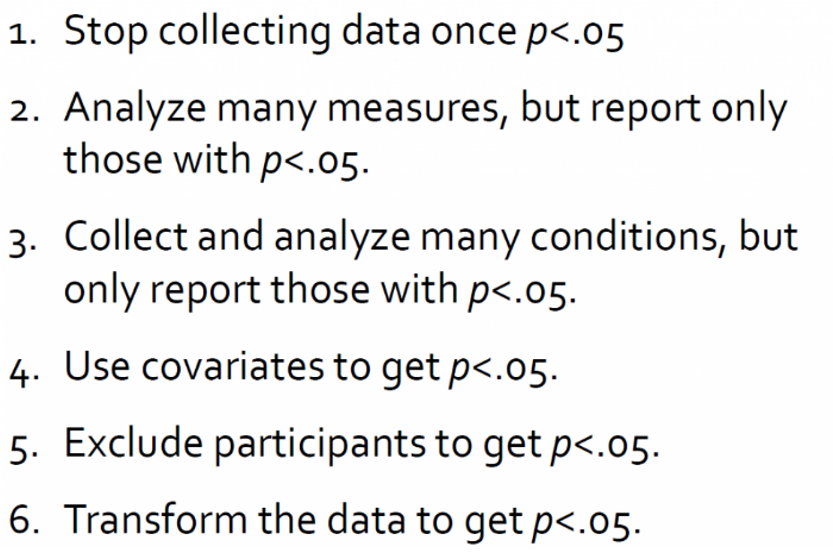 1. Stop collecting data once p<.05
2. Analyze many measures, but report only
those with p<.05.
3. Collect and analyze many conditions, but
only report those with p<.05.
4. Use covariates to get p<.05.
5. Exclude participants to get p<.05.
6. Transform the data to get p<.05.